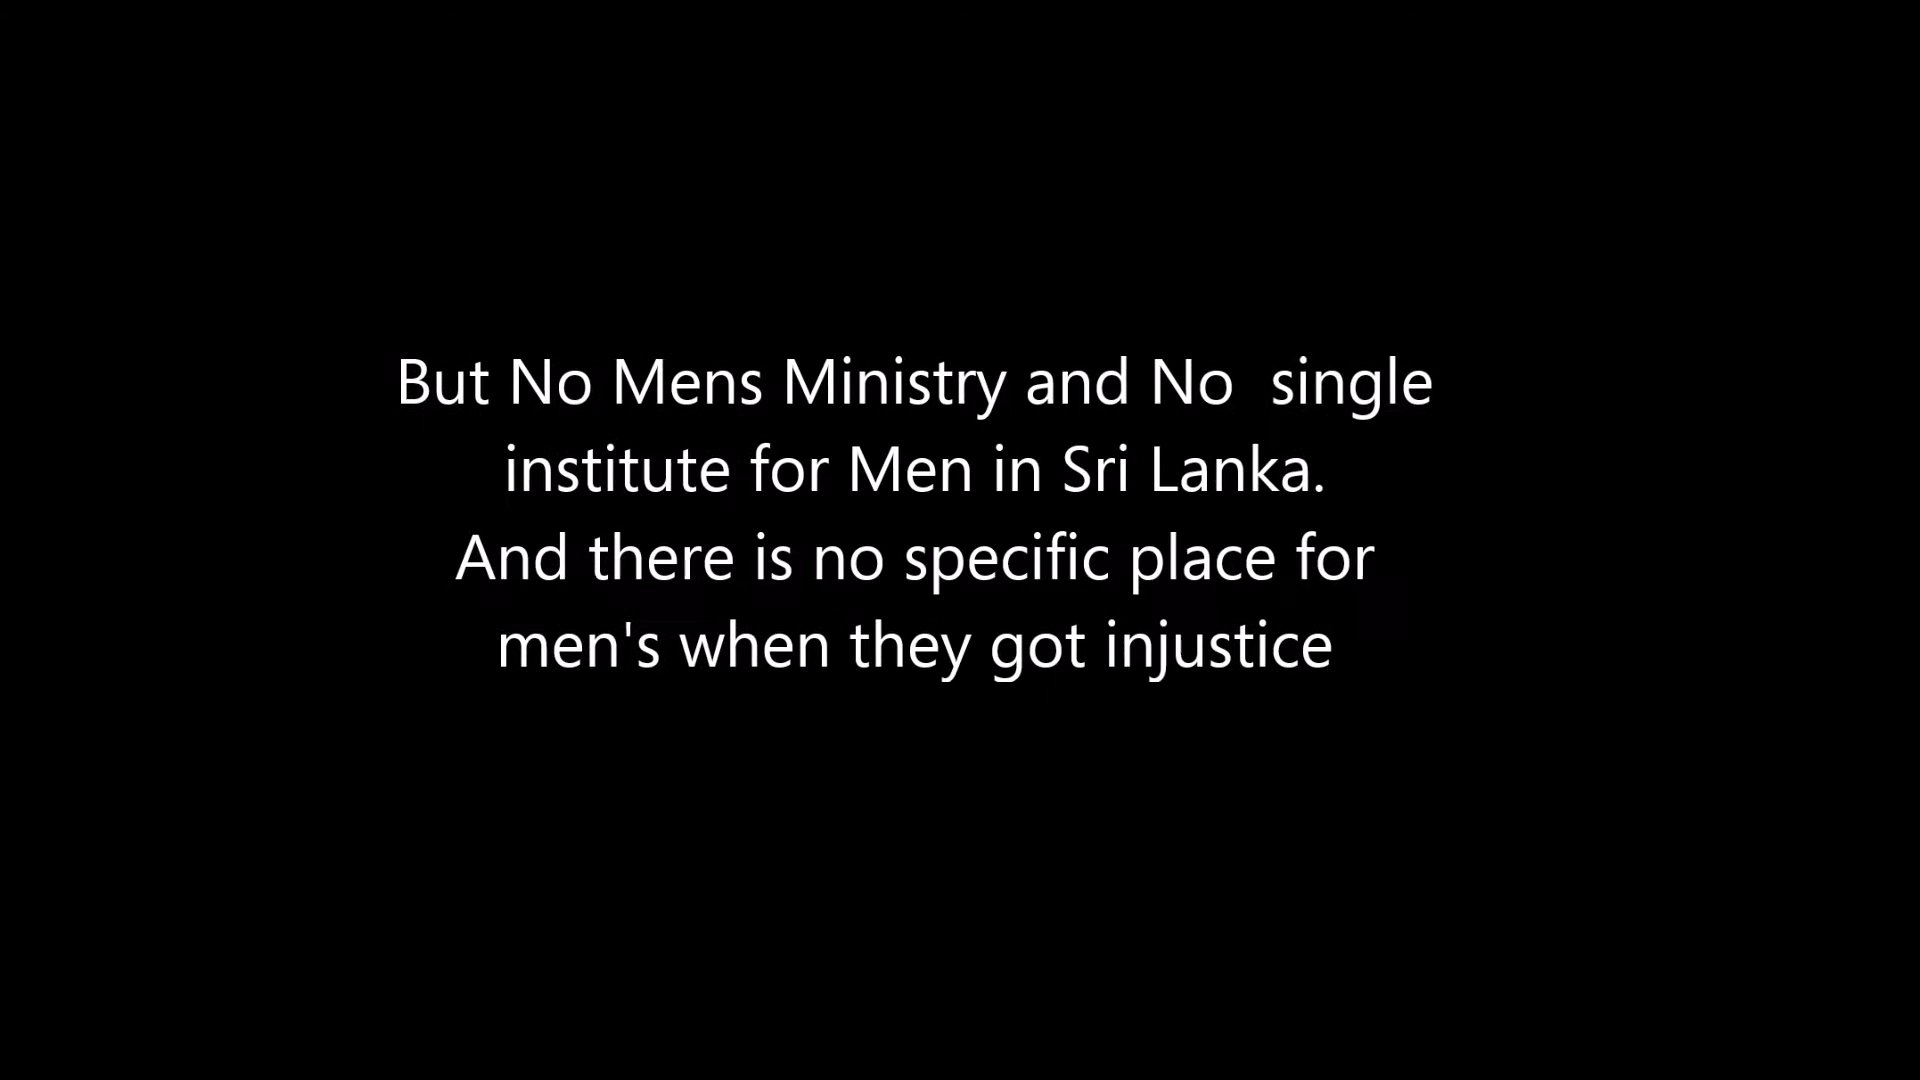 But No Mens Ministry and No  single
institute for Men in Sri Lanka.
And there is no specific place for
men's when they got injustice